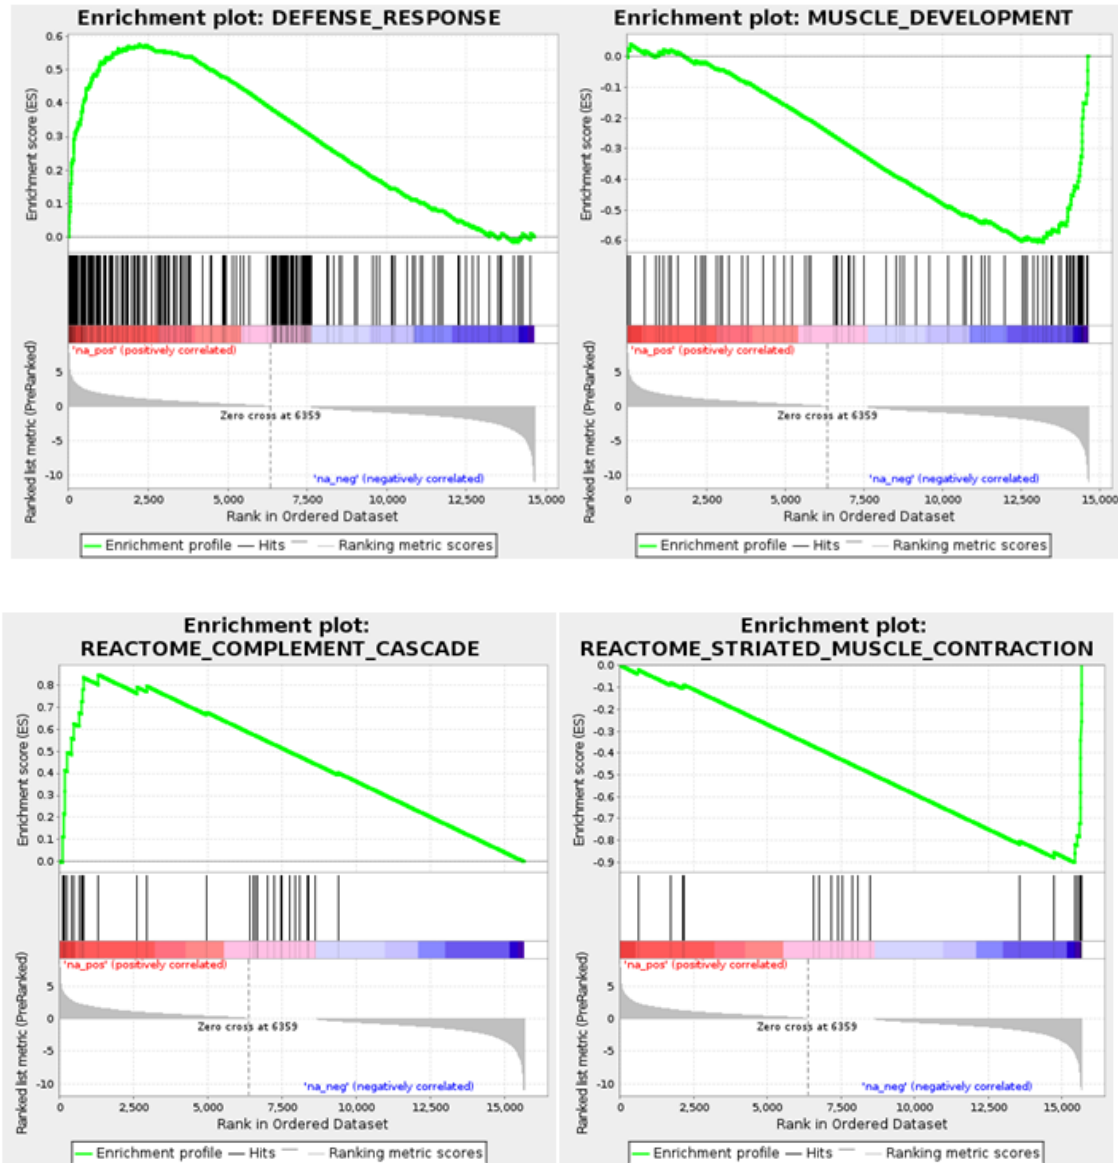 Enrichment plot: DEFENSE_RESPONSE
Enrichment score (ES)
0.6
0.5
0.4
0.3
0.2
0.1
0.0
'na_pos' (positively correlated)
Ranked list metric (PreRanked)
5
0
-5
-10
Zero cross at 6359
'na_neg' (negatively correlated)
0 2,500 5,000 7,500 10,000 12,500 15,000
Rank in Ordered Dataset
Enrichment profile Hits Ranking metric scores
Enrichment plot: MUSCLE_DEVELOPMENT
Enrichment score (ES)
0.0
-0.1
-0.2
-0.3
-0.4
-0.5
-0.6
'na_pos' (positively correlated)
Ranked list metric (PreRanked)
5
0
-5
-10
Zero cross at 6359
'na_neg' (negatively correlated)
0 2,500 5,000 7,500 10,000 12,500 15,000
Rank in Ordered Dataset
Enrichment profile Hits Ranking metric scores
Enrichment plot:
REACTOME_COMPLEMENT_CASCADE
Enrichment score (ES)
0.8
0.7
0.6
0.5
0.4
0.3
0.2
0.1
0.0
'na_pos' (positively correlated)
Ranked list metric (PreRanked)
5
0
-5
-10
Zero cross at 6359
'na_neg' (negatively correlated)
0 2,500 5,000 7,500 10,000 12,500 15,000
Rank in Ordered Dataset
Enrichment profile Hits Ranking metric scores
Enrichment plot:
REACTOME_STRIATED_MUSCLE_CONTRACTION
Enrichment score (ES)
0.0
-0.1
-0.2
-0.3
-0.4
-0.5
-0.6
-0.7
-0.8
-0.9
'na_pos' (positively correlated)
Ranked list metric (PreRanked)
5
0
-5
-10
Zero cross at 6359
'na_neg' (negatively correlated)
0 2,500 5,000 7,500 10,000 12,500 15,000
Rank in Ordered Dataset
Enrichment profile Hits Ranking metric scores